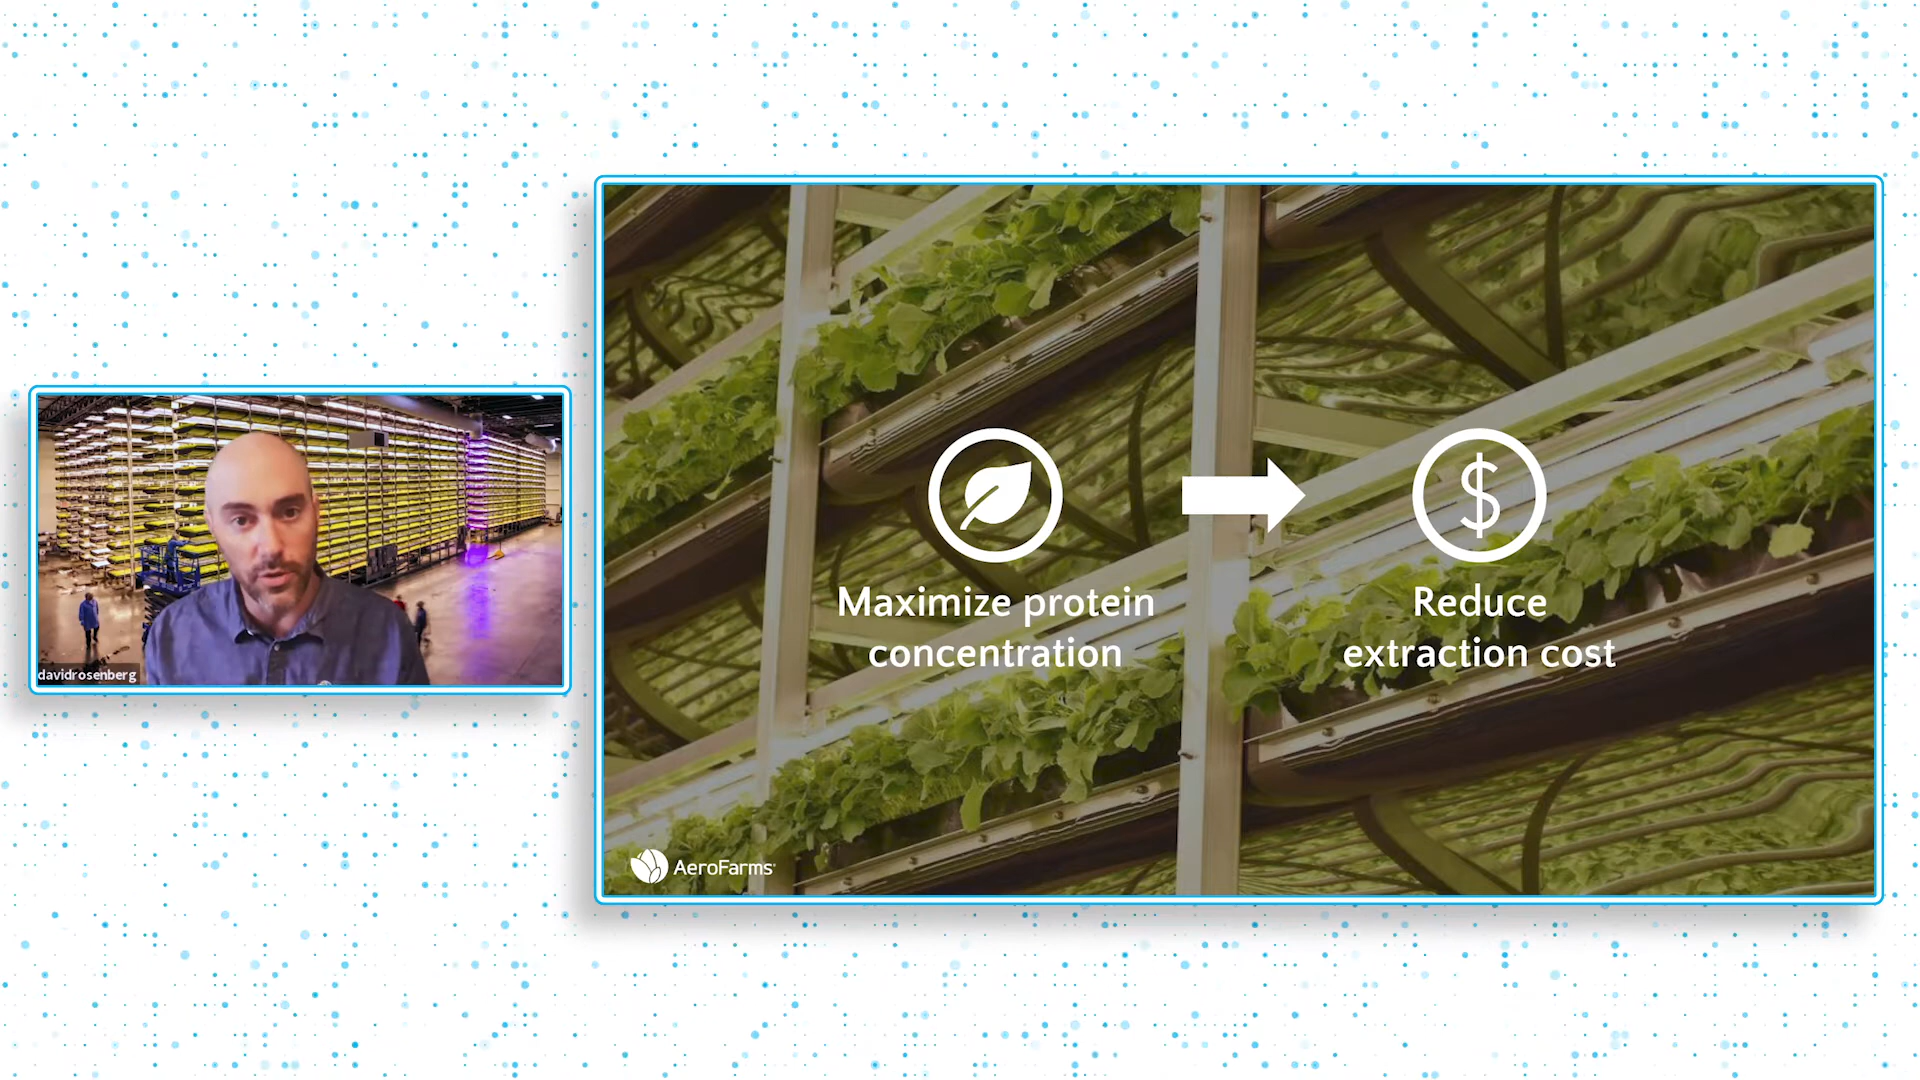 davidrosenberg
Maximize protein
concentration
Reduce
extraction cost
AeroFarms